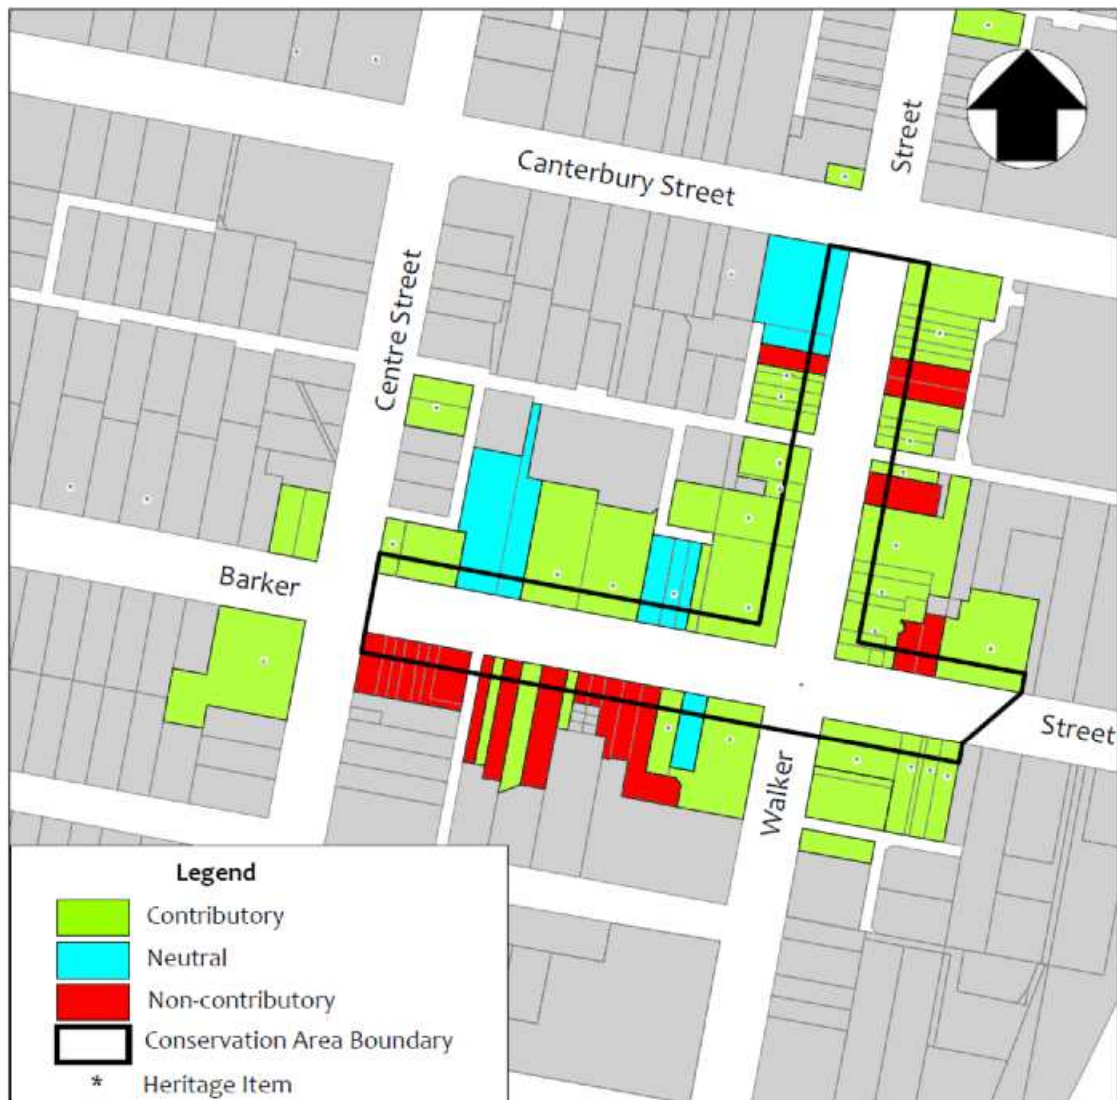 Street
Canterbury Street
Centre Street
Barker
Street
Walker
Legend
Contributory
Neutral
Non-contributory
Conservation Area Boundary
* Heritage Item